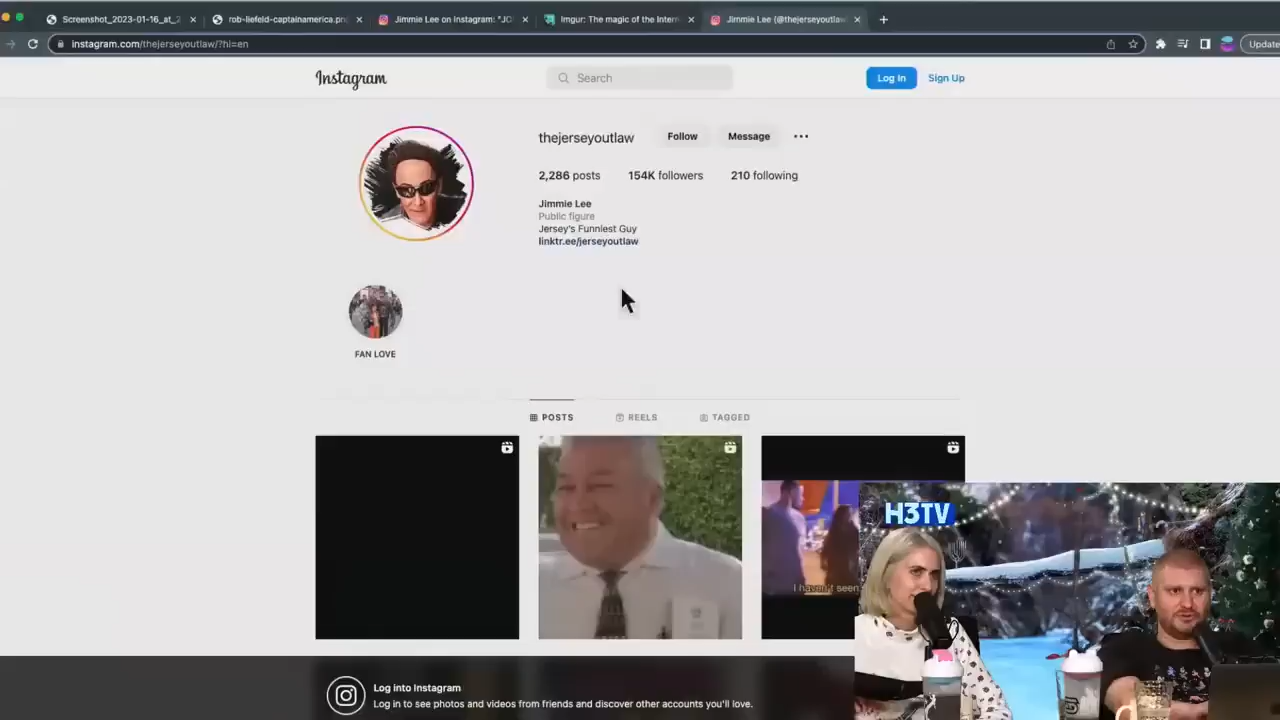 Screenshot_2023-01-16_at_2
rob-liefeld-captainamerica.pn
Jimmie Lee on Instagram: "JO
Imgur: The magic of the Intern
Jimmie Lee (@thejerseyoutlaw
instagram.com/thejerseyoutlaw/?hl=en
Update
Instagram
Search
Log In
Sign Up
thejerseyoutlaw
Follow
Message
2,286 posts
154K followers
210 following
Jimmie Lee
Public figure
Jersey's Funniest Guy
linktr.ee/jerseyoutlaw
FAN LOVE
POSTS
REELS
TAGGED
i haven't seen
H3TV
Log into Instagram
Log in to see photos and videos from friends and discover other accounts you'll love.